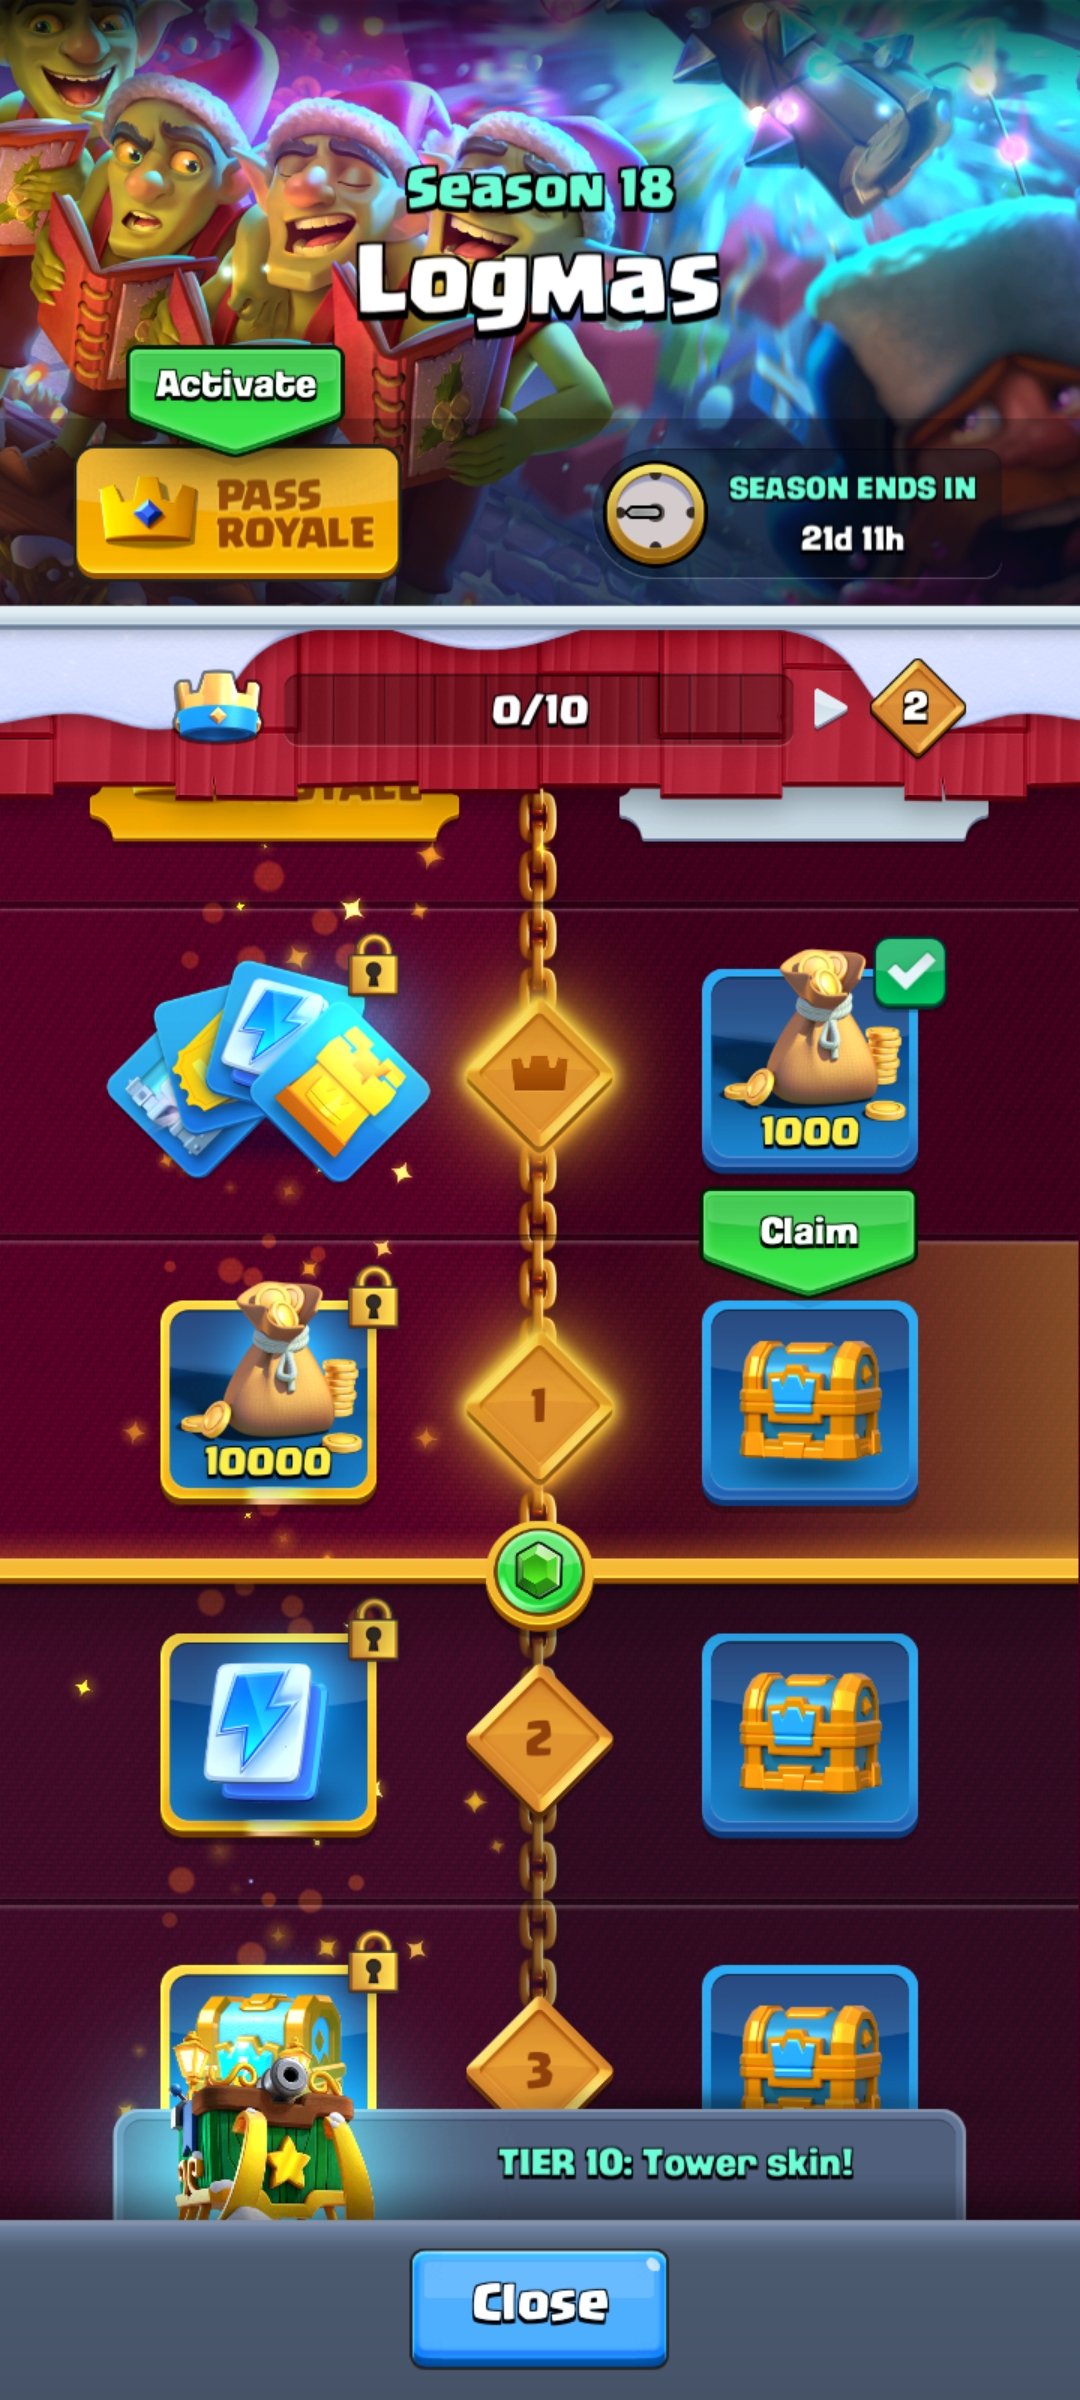 Season 18
Logmas
Activate
PASS
ROYALE
SEASON ENDS IN
21d 11h
0/10
2
1000
Claim
10000
1
2
3
TIER 10: Tower skin!
Close